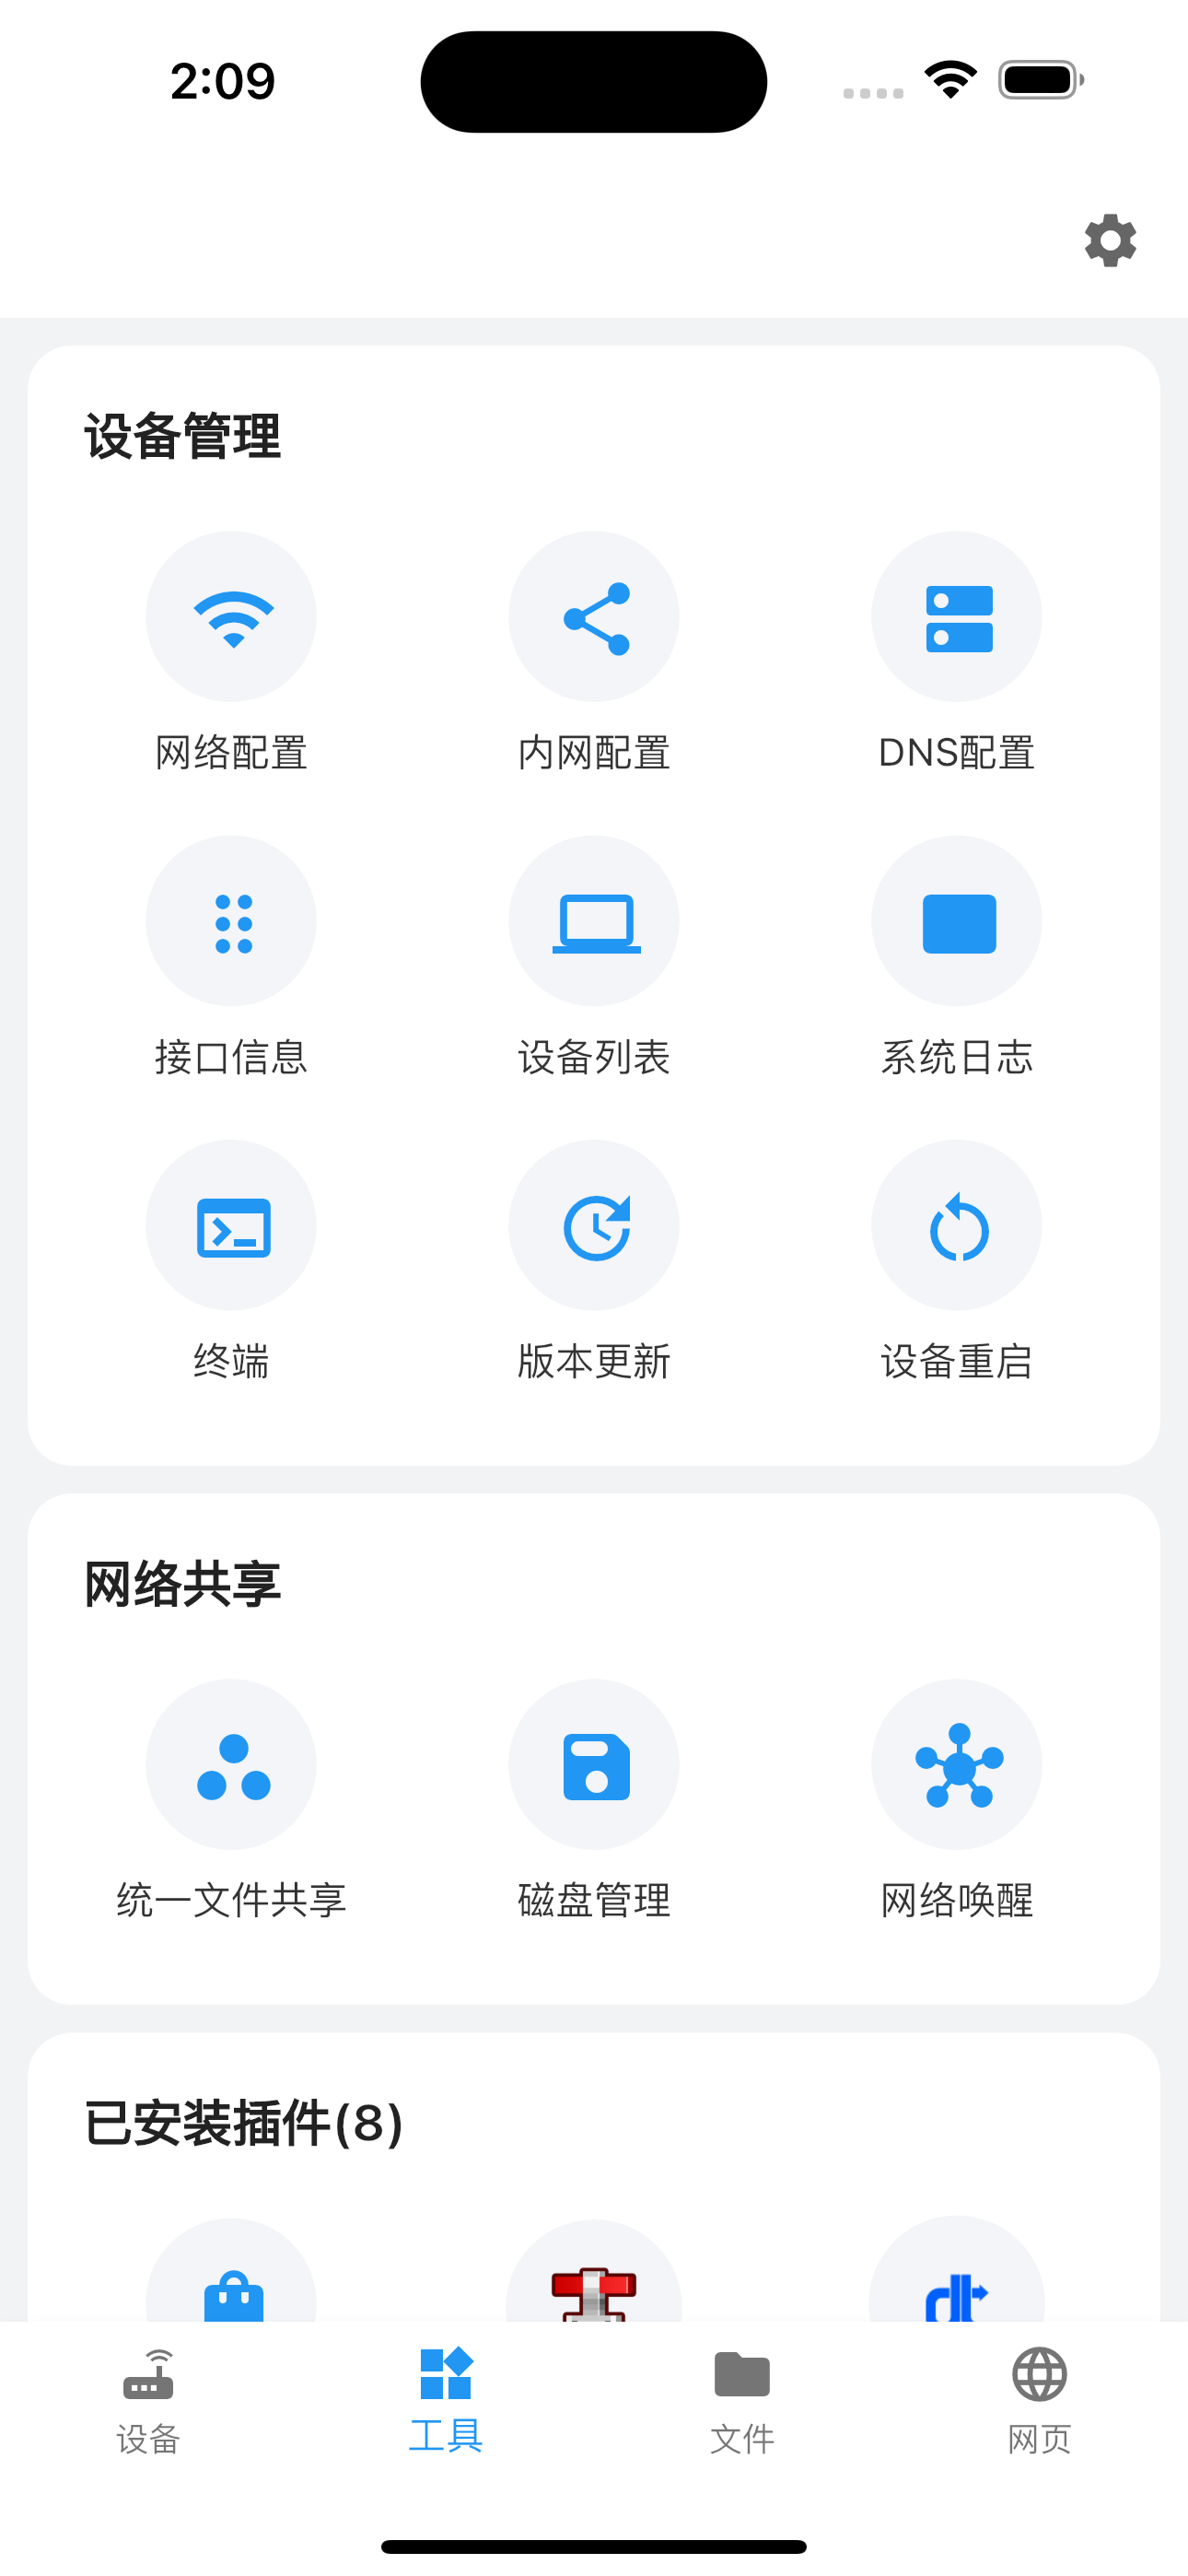 2:09
设备管理
网络配置
内网配置
DNS配置
接口信息
设备列表
系统日志
终端
版本更新
设备重启
网络共享
统一文件共享
磁盘管理
网络唤醒
已安装插件(8)
设备
工具
文件
网页